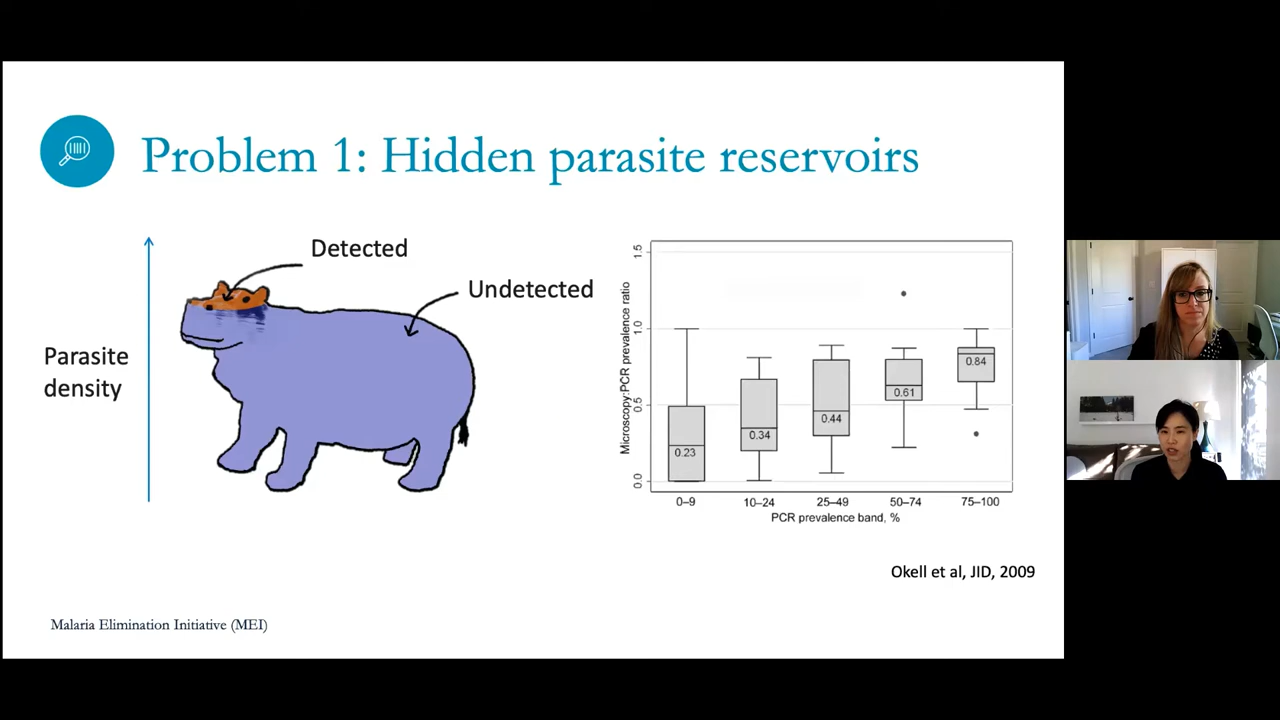 Problem 1: Hidden parasite reservoirs
Detected
Undetected
Parasite
density
Microscopy:PCR prevalence ratio
1.5
1.0
0.5
0.0
0.23
0.34
0.44
0.61
0.84
0–9
10–24
25–49
50–74
75–100
PCR prevalence band, %
Okell et al, JID, 2009
Malaria Elimination Initiative (MEI)